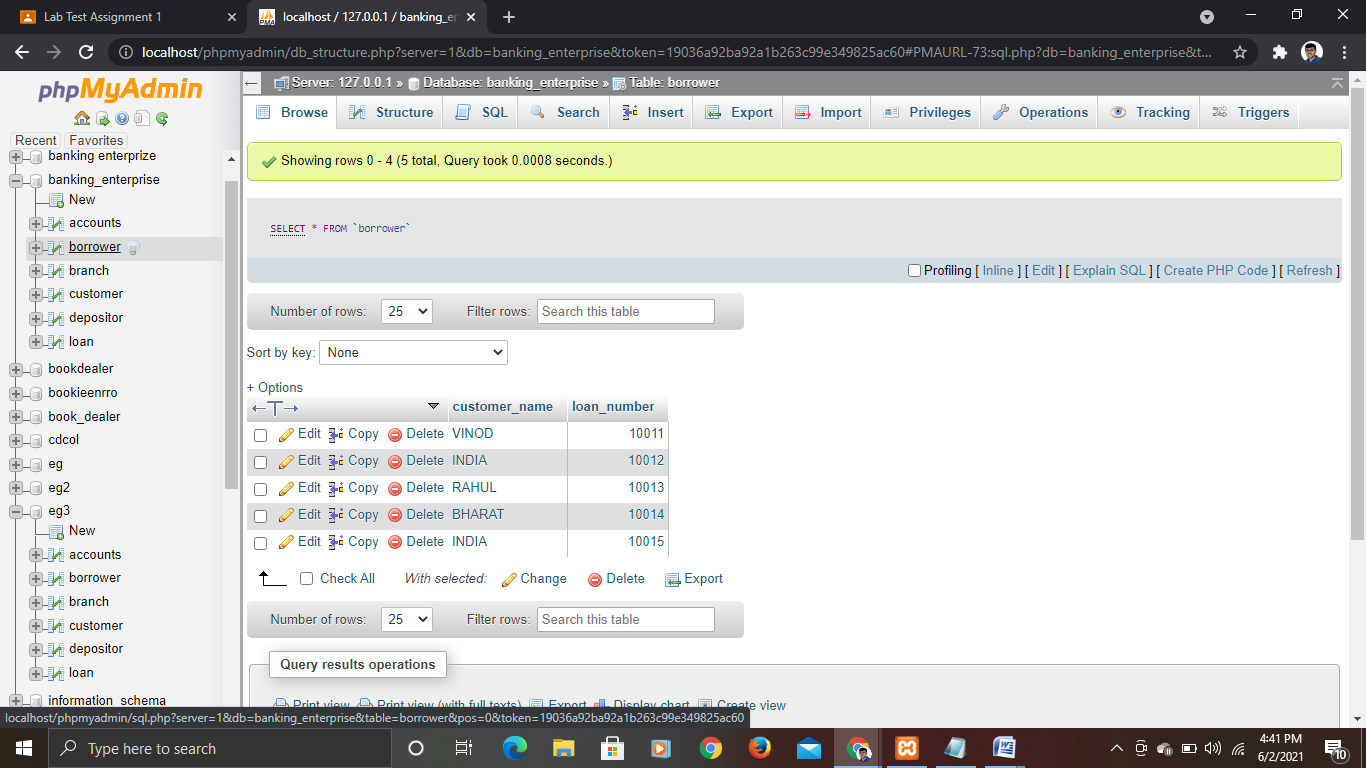 Lab Test Assignment 1
localhost / 127.0.0.1 / banking_er
localhost/phpmyadmin/db_structure.php?server=1&db=banking_enterprise&token=19036a92ba92a1b263c99e349825ac60#PMAURL-73:sql.php?db=banking_enterprise&t...
phpMyAdmin
Recent Favorites
banking enterprize
banking_enterprise
New
accounts
borrower
branch
customer
depositor
loan
bookdealer
bookieenrro
book_dealer
cdcol
eg
eg2
eg3
New
accounts
borrower
branch
customer
depositor
loan
information_schema
Server: 127.0.0.1 » Database: banking_enterprise » Table: borrower
Browse Structure SQL Search Insert Export Import Privileges Operations Tracking Triggers
Showing rows 0 - 4 (5 total, Query took 0.0008 seconds.)
SELECT * FROM `borrower`
Profiling [ Inline ] [ Edit ] [ Explain SQL ] [ Create PHP Code ] [ Refresh ]
Number of rows: 25 Filter rows: Search this table
Sort by key: None
+ Options
←T→ customer_name loan_number
Edit Copy Delete VINOD 10011
Edit Copy Delete INDIA 10012
Edit Copy Delete RAHUL 10013
Edit Copy Delete BHARAT 10014
Edit Copy Delete INDIA 10015
Check All With selected: Change Delete Export
Number of rows: 25 Filter rows: Search this table
Query results operations
Print view Print view (with full texts) Export Display chart Create view
localhost/phpmyadmin/sql.php?server=1&db=banking_enterprise&table=borrower&pos=0&token=19036a92ba92a1b263c99e349825ac60
Type here to search
4:41 PM
6/2/2021
10